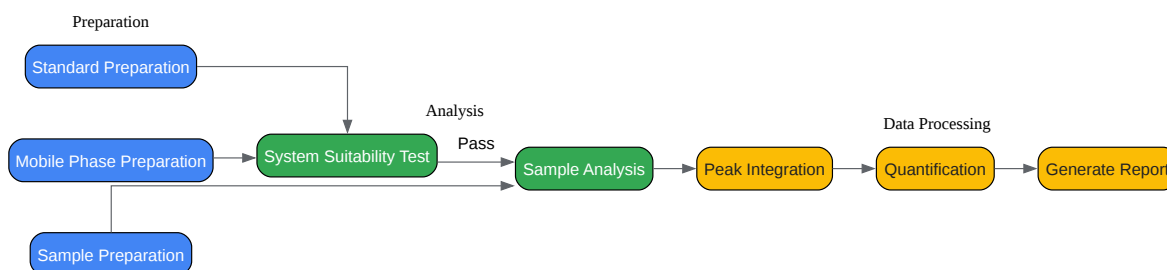 Preparation
Standard Preparation
Analysis
Data Processing
Mobile Phase Preparation
System Suitability Test
Pass
Sample Analysis
Peak Integration
Quantification
Generate Report
Sample Preparation